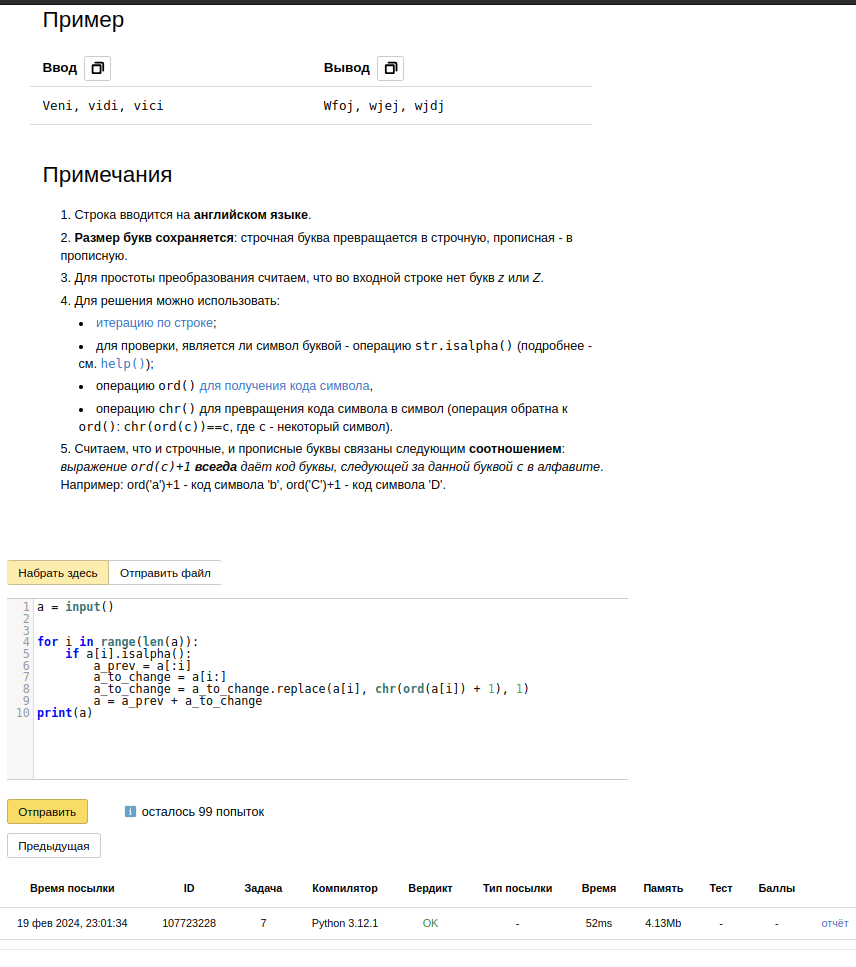 Пример
Ввод Вывод
Veni, vidi, vici Wfoj, wjej, wjdj
Примечания
1. Строка вводится на английском языке.
2. Размер букв сохраняется: строчная буква превращается в строчную, прописная - в
прописную.
3. Для простоты преобразования считаем, что во входной строке нет букв z или Z.
4. Для решения можно использовать:
• итерацию по строке;
• для проверки, является ли символ буквой - операцию str.isalpha() (подробнее -
см. help());
• операцию ord() для получения кода символа,
• операцию chr() для превращения кода символа в символ (операция обратна к
ord(): chr(ord(c))==c, где c - некоторый символ).
5. Считаем, что и строчные, и прописные буквы связаны следующим соотношением:
выражение ord(c)+1 всегда даёт код буквы, следующей за данной буквой c в алфавите.
Например: ord('a')+1 - код символа 'b', ord('C')+1 - код символа 'D'.
Набрать здесь Отправить файл
1 a = input()
2
3
4 for i in range(len(a)):
5     if a[i].isalpha():
6         a_prev = a[:i]
7         a_to_change = a[i:]
8         a_to_change = a_to_change.replace(a[i], chr(ord(a[i]) + 1), 1)
9         a = a_prev + a_to_change
10 print(a)
Отправить i осталось 99 попыток
Предыдущая
Время посылки ID Задача Компилятор Вердикт Тип посылки Время Память Тест Баллы
19 фев 2024, 23:01:34 107723228 7 Python 3.12.1 OK - 52ms 4.13Mb - - отчёт